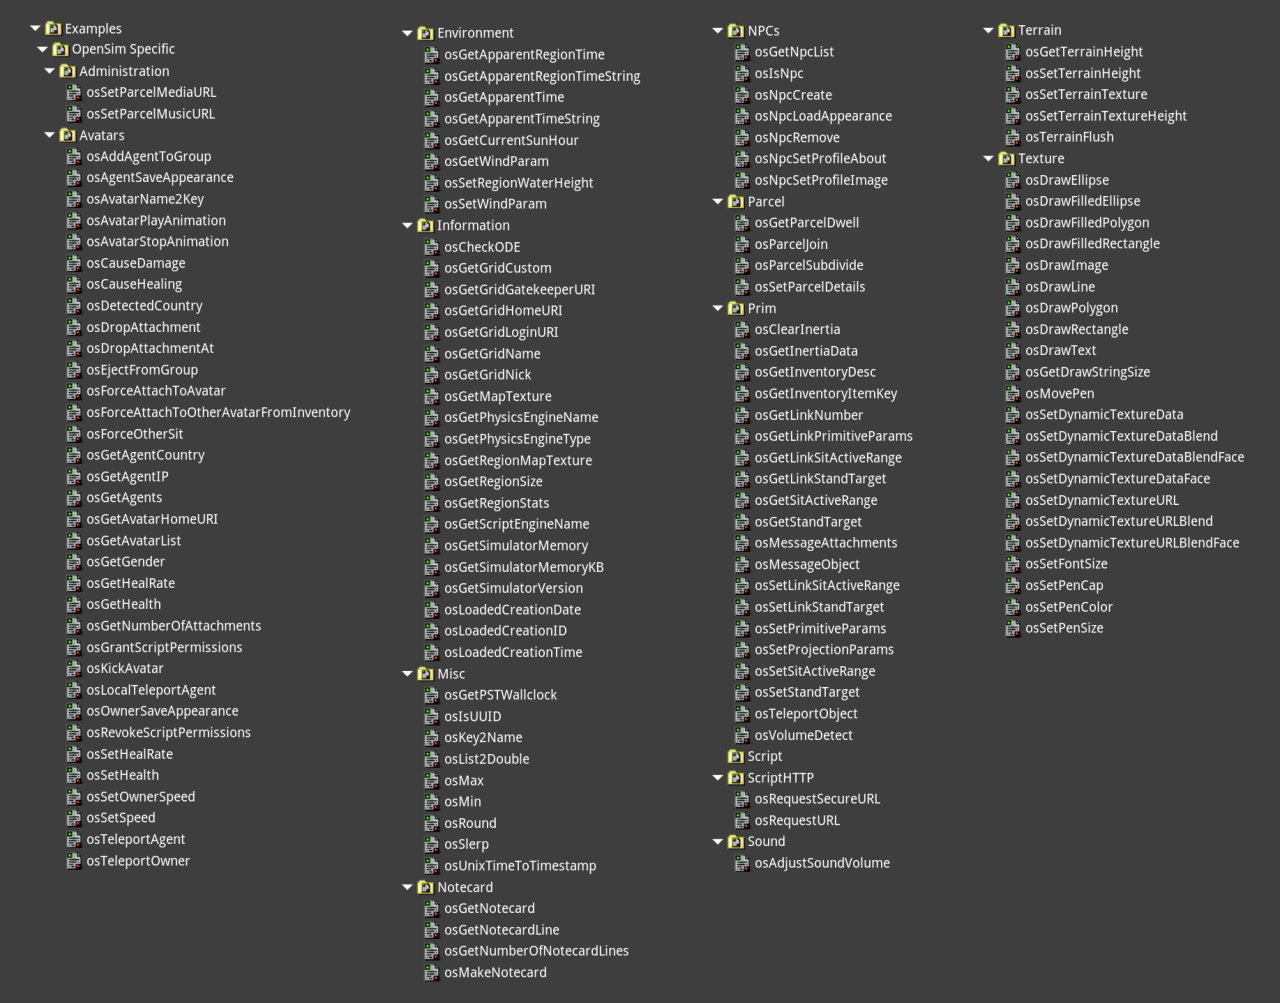 Examples
OpenSim Specific
Administration
osSetParcelMediaURL
osSetParcelMusicURL
Avatars
osAddAgentToGroup
osAgentSaveAppearance
osAvatarName2Key
osAvatarPlayAnimation
osAvatarStopAnimation
osCauseDamage
osCauseHealing
osDetectedCountry
osDropAttachment
osDropAttachmentAt
osEjectFromGroup
osForceAttachToAvatar
osForceAttachToOtherAvatarFromInventory
osForceOtherSit
osGetAgentCountry
osGetAgentIP
osGetAgents
osGetAvatarHomeURI
osGetAvatarList
osGetGender
osGetHealRate
osGetHealth
osGetNumberOfAttachments
osGrantScriptPermissions
osKickAvatar
osLocalTeleportAgent
osOwnerSaveAppearance
osRevokeScriptPermissions
osSetHealRate
osSetHealth
osSetOwnerSpeed
osSetSpeed
osTeleportAgent
osTeleportOwner
Environment
osGetApparentRegionTime
osGetApparentRegionTimeString
osGetApparentTime
osGetApparentTimeString
osGetCurrentSunHour
osGetWindParam
osSetRegionWaterHeight
osSetWindParam
Information
osCheckODE
osGetGridCustom
osGetGridGatekeeperURI
osGetGridHomeURI
osGetGridLoginURI
osGetGridName
osGetGridNick
osGetMapTexture
osGetPhysicsEngineName
osGetPhysicsEngineType
osGetRegionMapTexture
osGetRegionSize
osGetRegionStats
osGetScriptEngineName
osGetSimulatorMemory
osGetSimulatorMemoryKB
osGetSimulatorVersion
osLoadedCreationDate
osLoadedCreationID
osLoadedCreationTime
Misc
osGetPSTWallclock
osIsUUID
osKey2Name
osList2Double
osMax
osMin
osRound
osSlerp
osUnixTimeToTimestamp
Notecard
osGetNotecard
osGetNotecardLine
osGetNumberOfNotecardLines
osMakeNotecard
NPCs
osGetNpcList
osIsNpc
osNpcCreate
osNpcLoadAppearance
osNpcRemove
osNpcSetProfileAbout
osNpcSetProfileImage
Parcel
osGetParcelDwell
osParcelJoin
osParcelSubdivide
osSetParcelDetails
Prim
osClearInertia
osGetInertiaData
osGetInventoryDesc
osGetInventoryItemKey
osGetLinkNumber
osGetLinkPrimitiveParams
osGetLinkSitActiveRange
osGetLinkStandTarget
osGetSitActiveRange
osGetStandTarget
osMessageAttachments
osMessageObject
osSetLinkSitActiveRange
osSetLinkStandTarget
osSetPrimitiveParams
osSetProjectionParams
osSetSitActiveRange
osSetStandTarget
osTeleportObject
osVolumeDetect
Script
ScriptHTTP
osRequestSecureURL
osRequestURL
Sound
osAdjustSoundVolume
Terrain
osGetTerrainHeight
osSetTerrainHeight
osSetTerrainTexture
osSetTerrainTextureHeight
osTerrainFlush
Texture
osDrawEllipse
osDrawFilledEllipse
osDrawFilledPolygon
osDrawFilledRectangle
osDrawImage
osDrawLine
osDrawPolygon
osDrawRectangle
osDrawText
osGetDrawStringSize
osMovePen
osSetDynamicTextureData
osSetDynamicTextureDataBlend
osSetDynamicTextureDataBlendFace
osSetDynamicTextureDataFace
osSetDynamicTextureURL
osSetDynamicTextureURLBlend
osSetDynamicTextureURLBlendFace
osSetFontSize
osSetPenCap
osSetPenColor
osSetPenSize